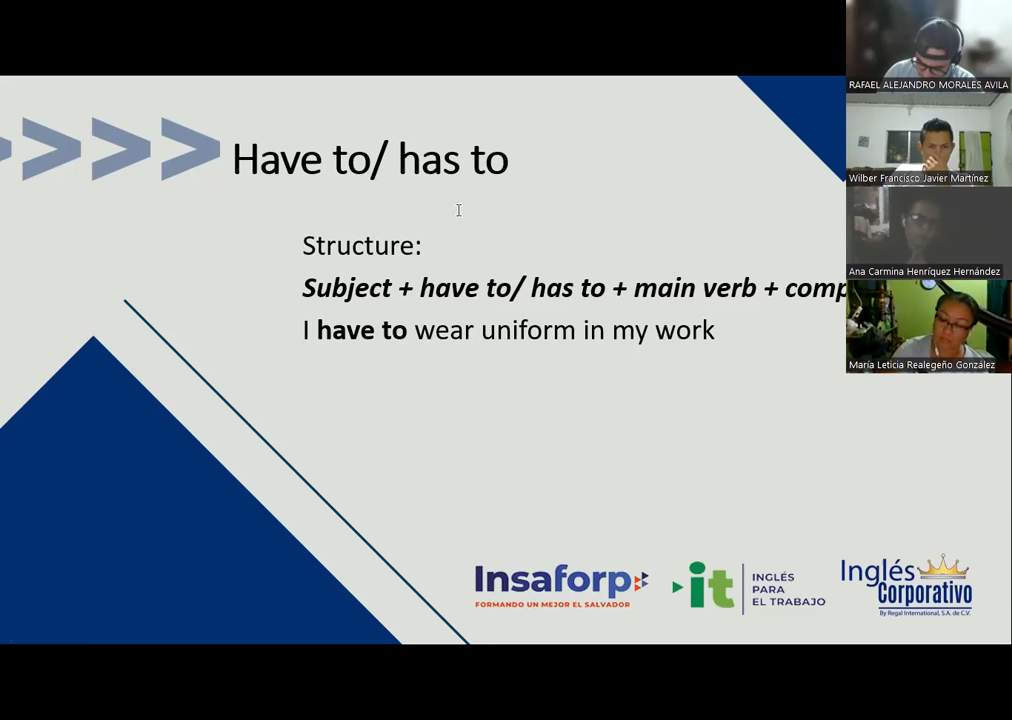 Have to/ has to
Structure:
Subject + have to/ has to + main verb + comp
I have to wear uniform in my work
RAFAEL ALEJANDRO MORALES AVILA
Wilber Francisco Javier Martínez
Ana Carmina Henríquez Hernández
María Leticia Realegeño González
Insaforp
FORMANDO UN MEJOR EL SALVADOR
it
INGLÉS
PARA
EL TRABAJO
Inglés
Corporativo
By Regal International, S.A. de C.V.